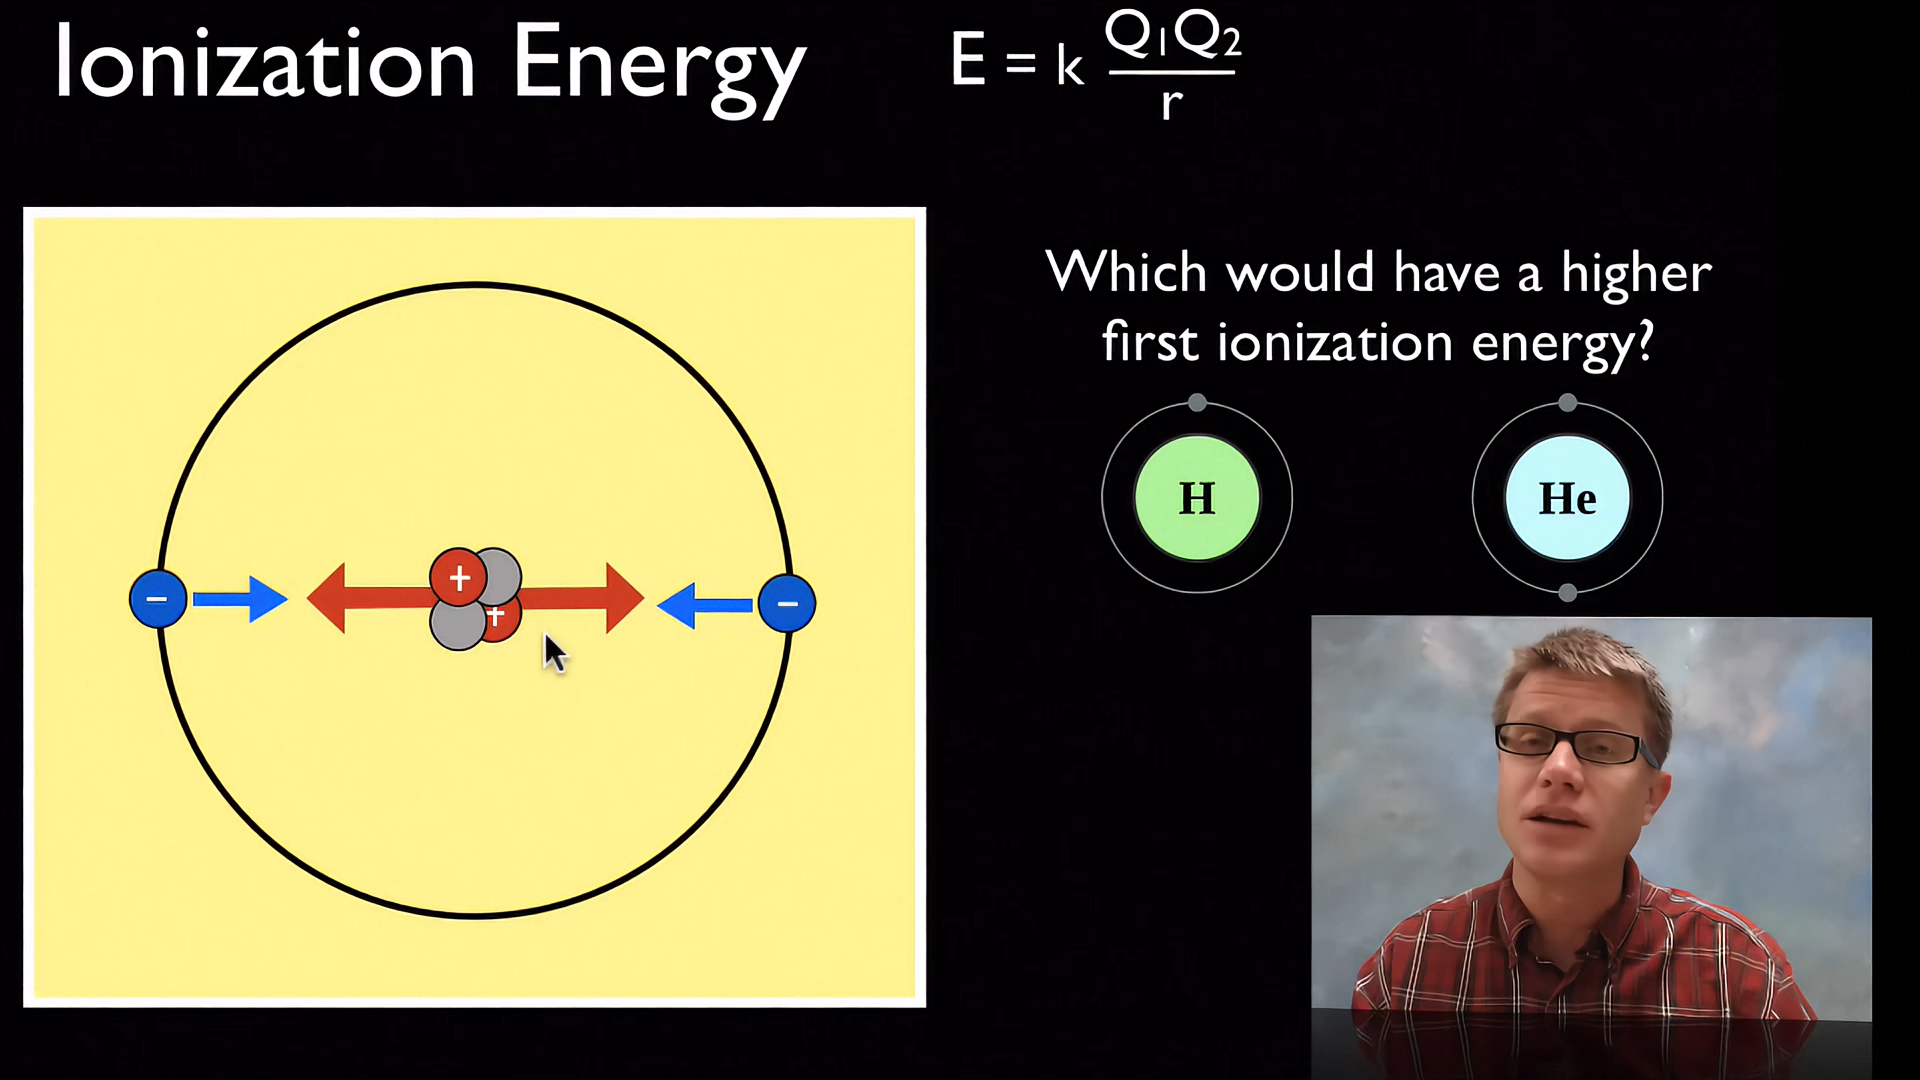 Ionization Energy
E = k Q₁Q₂
r
Which would have a higher
first ionization energy?
H
He
+
+
−
−